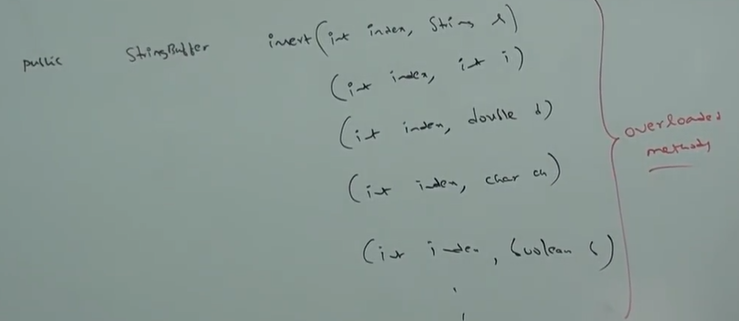 public StringBuffer insert(int index, String s)
(int index, int i)
(int index, double d)
(int index, char ch)
(int index, boolean b)
.
overloaded
methods